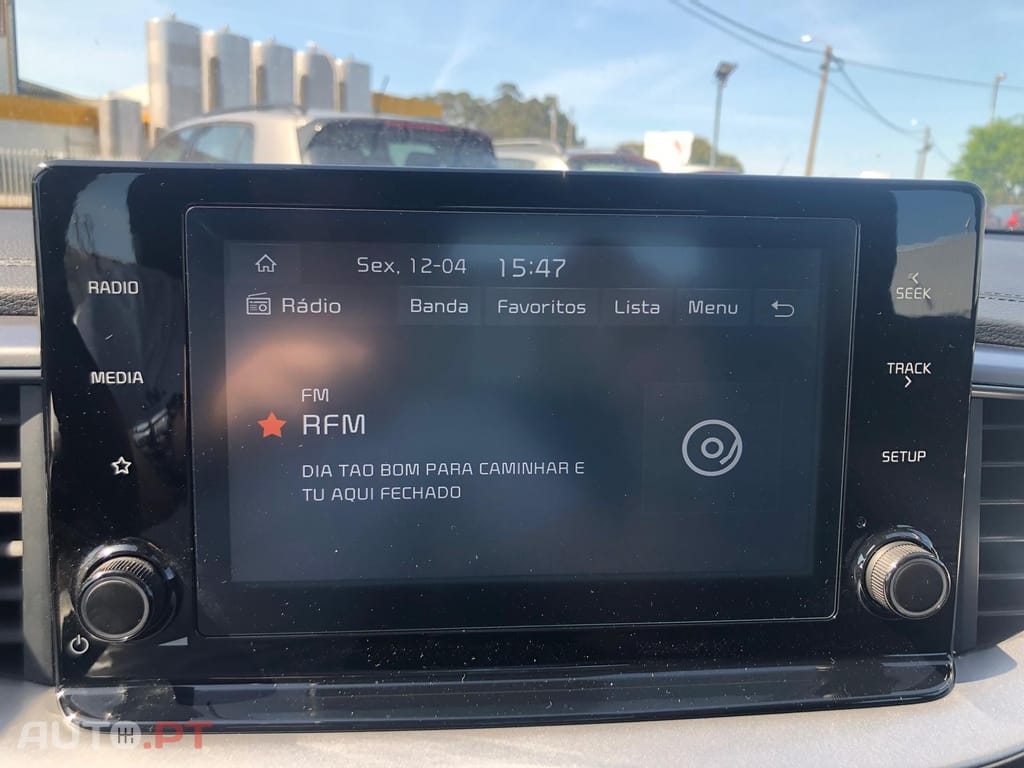 RADIO
MEDIA
Sex, 12-04 15:47
Rádio Banda Favoritos Lista Menu
FM
RFM
DIA TAO BOM PARA CAMINHAR E
TU AQUI FECHADO
SEEK
TRACK
SETUP
AUTO.PT